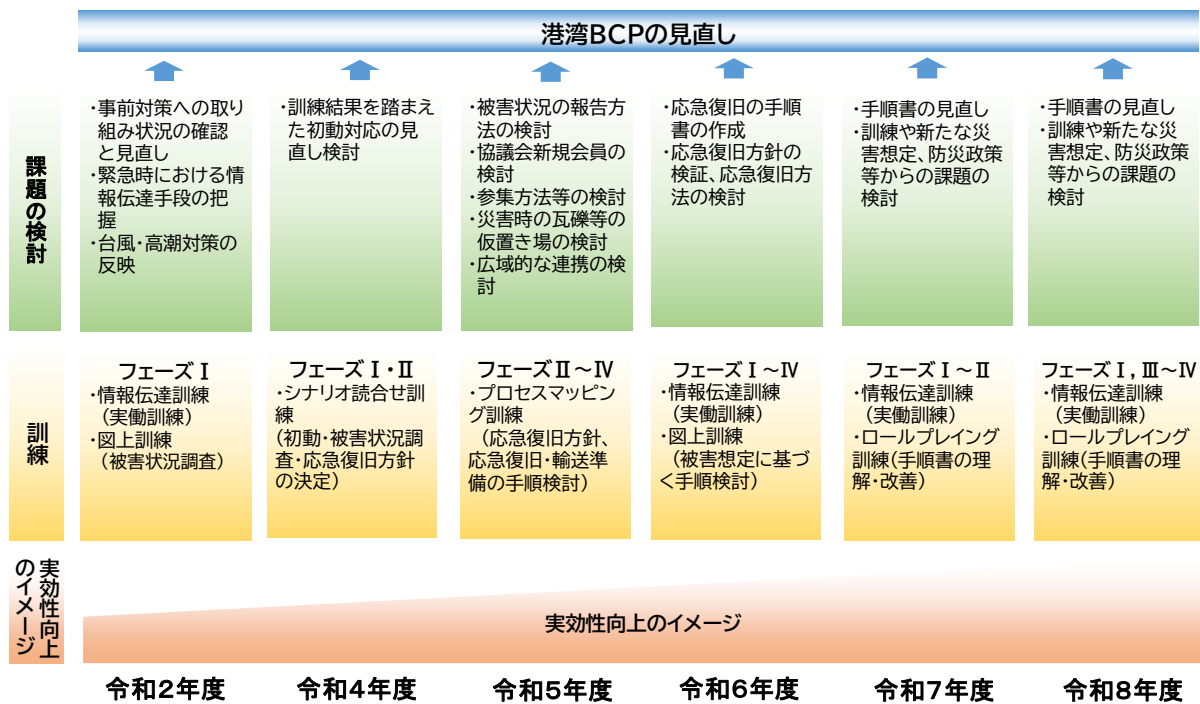 港湾BCPの見直し
課題の検討
・事前対策への取り
組み状況の確認
と見直し
・緊急時における情
報伝達手段の把
握
・台風・高潮対策の
反映
・訓練結果を踏まえ
た初動対応の見
直し検討
・被害状況の報告方
法の検討
・協議会新規会員の
検討
・参集方法等の検討
・災害時の瓦礫等の
仮置き場の検討
・広域的な連携の検
討
・応急復旧の手順
書の作成
・応急復旧方針の
検証、応急復旧方
法の検討
・手順書の見直し
・訓練や新たな災
害想定、防災政策
等からの課題の
検討
・手順書の見直し
・訓練や新たな災
害想定、防災政策
等からの課題の
検討
訓練
フェーズⅠ
・情報伝達訓練
（実働訓練）
・図上訓練
（被害状況調査）
フェーズⅠ・Ⅱ
・シナリオ読合せ訓
練
（初動・被害状況調
査・応急復旧方針
の決定）
フェーズⅡ～Ⅳ
・プロセスマッピン
グ訓練
（応急復旧方針、
応急復旧・輸送準
備の手順検討）
フェーズⅠ～Ⅳ
・情報伝達訓練
（実働訓練）
・図上訓練
（被害想定に基づ
く手順検討）
フェーズⅠ～Ⅱ
・情報伝達訓練
（実働訓練）
・ロールプレイング
訓練(手順書の理
解・改善）
フェーズⅠ,Ⅲ～Ⅳ
・情報伝達訓練
（実働訓練）
・ロールプレイング
訓練(手順書の理
解・改善）
実効性向上
のイメージ
実効性向上のイメージ
令和2年度
令和4年度
令和5年度
令和6年度
令和7年度
令和8年度